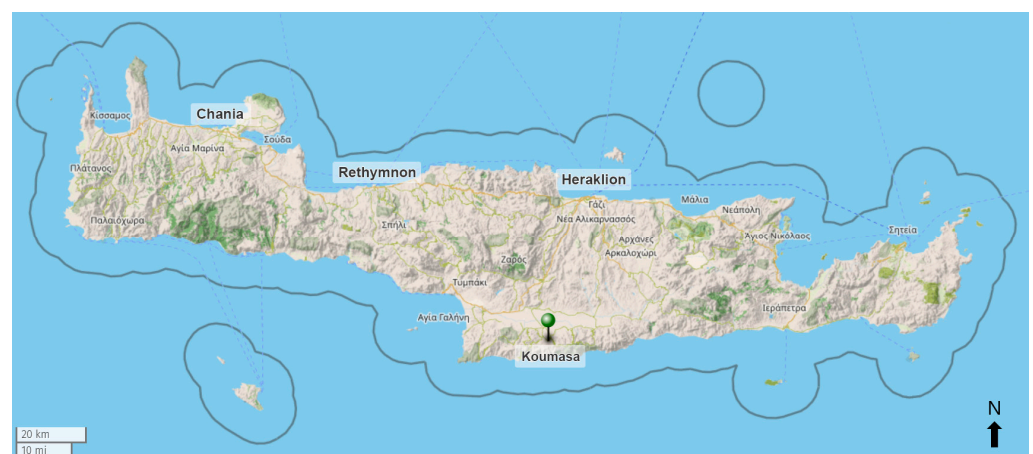 Κίσσαμος
Chania
Σούδα
Αγία Μαρίνα
Πλάτανος
Rethymnon
Heraklion
Παλαιόχωρα
Σπήλι
Γάζι
Μάλια
Νεάπολη
Νέα Αλικαρνασσός
Αρχάνες
Άγιος Νικόλαος
Σητεία
Αρκαλοχώρι
Ζαρός
Τυμπάκι
Ιεράπετρα
Αγία Γαλήνη
Koumasa
N
20 km
10 mi